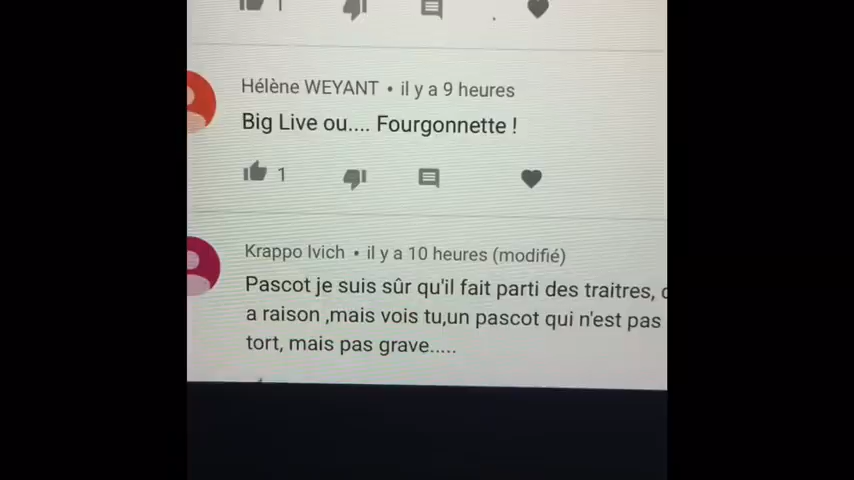 1
Hélène WEYANT • il y a 9 heures
Big Live ou.... Fourgonnette !
1
Krappo Ivich • il y a 10 heures (modifié)
Pascot je suis sûr qu'il fait parti des traitres,
a raison ,mais vois tu,un pascot qui n'est pas
tort, mais pas grave.....